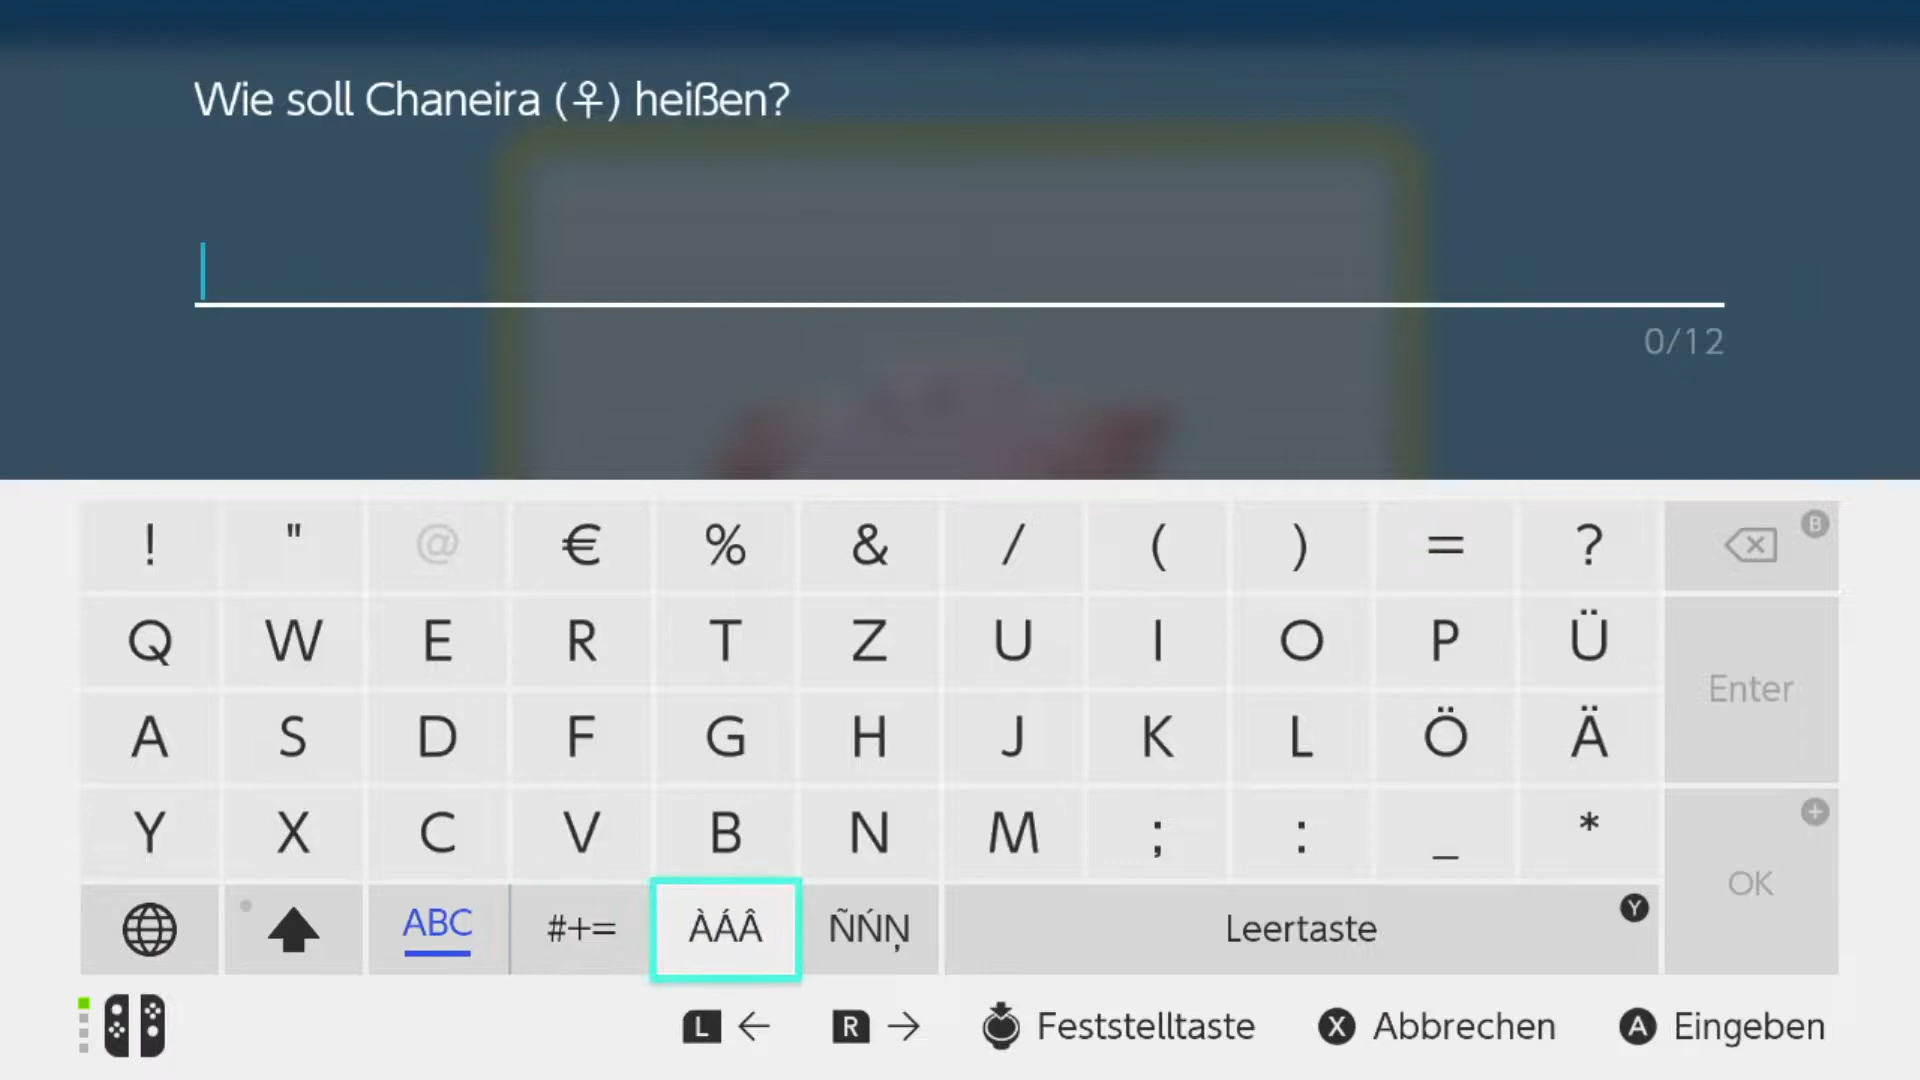 Wie soll Chaneira (♀) heißen?
0/12
! " @ € % & / ( ) = ? B
Q W E R T Z U I O P Ü
Enter
A S D F G H J K L Ö Ä
Y X C V B N M ; : _ * +
OK
ABC #+= ÀÁÂ ÑŃŅ Leertaste Y
L ← R → Feststelltaste X Abbrechen A Eingeben